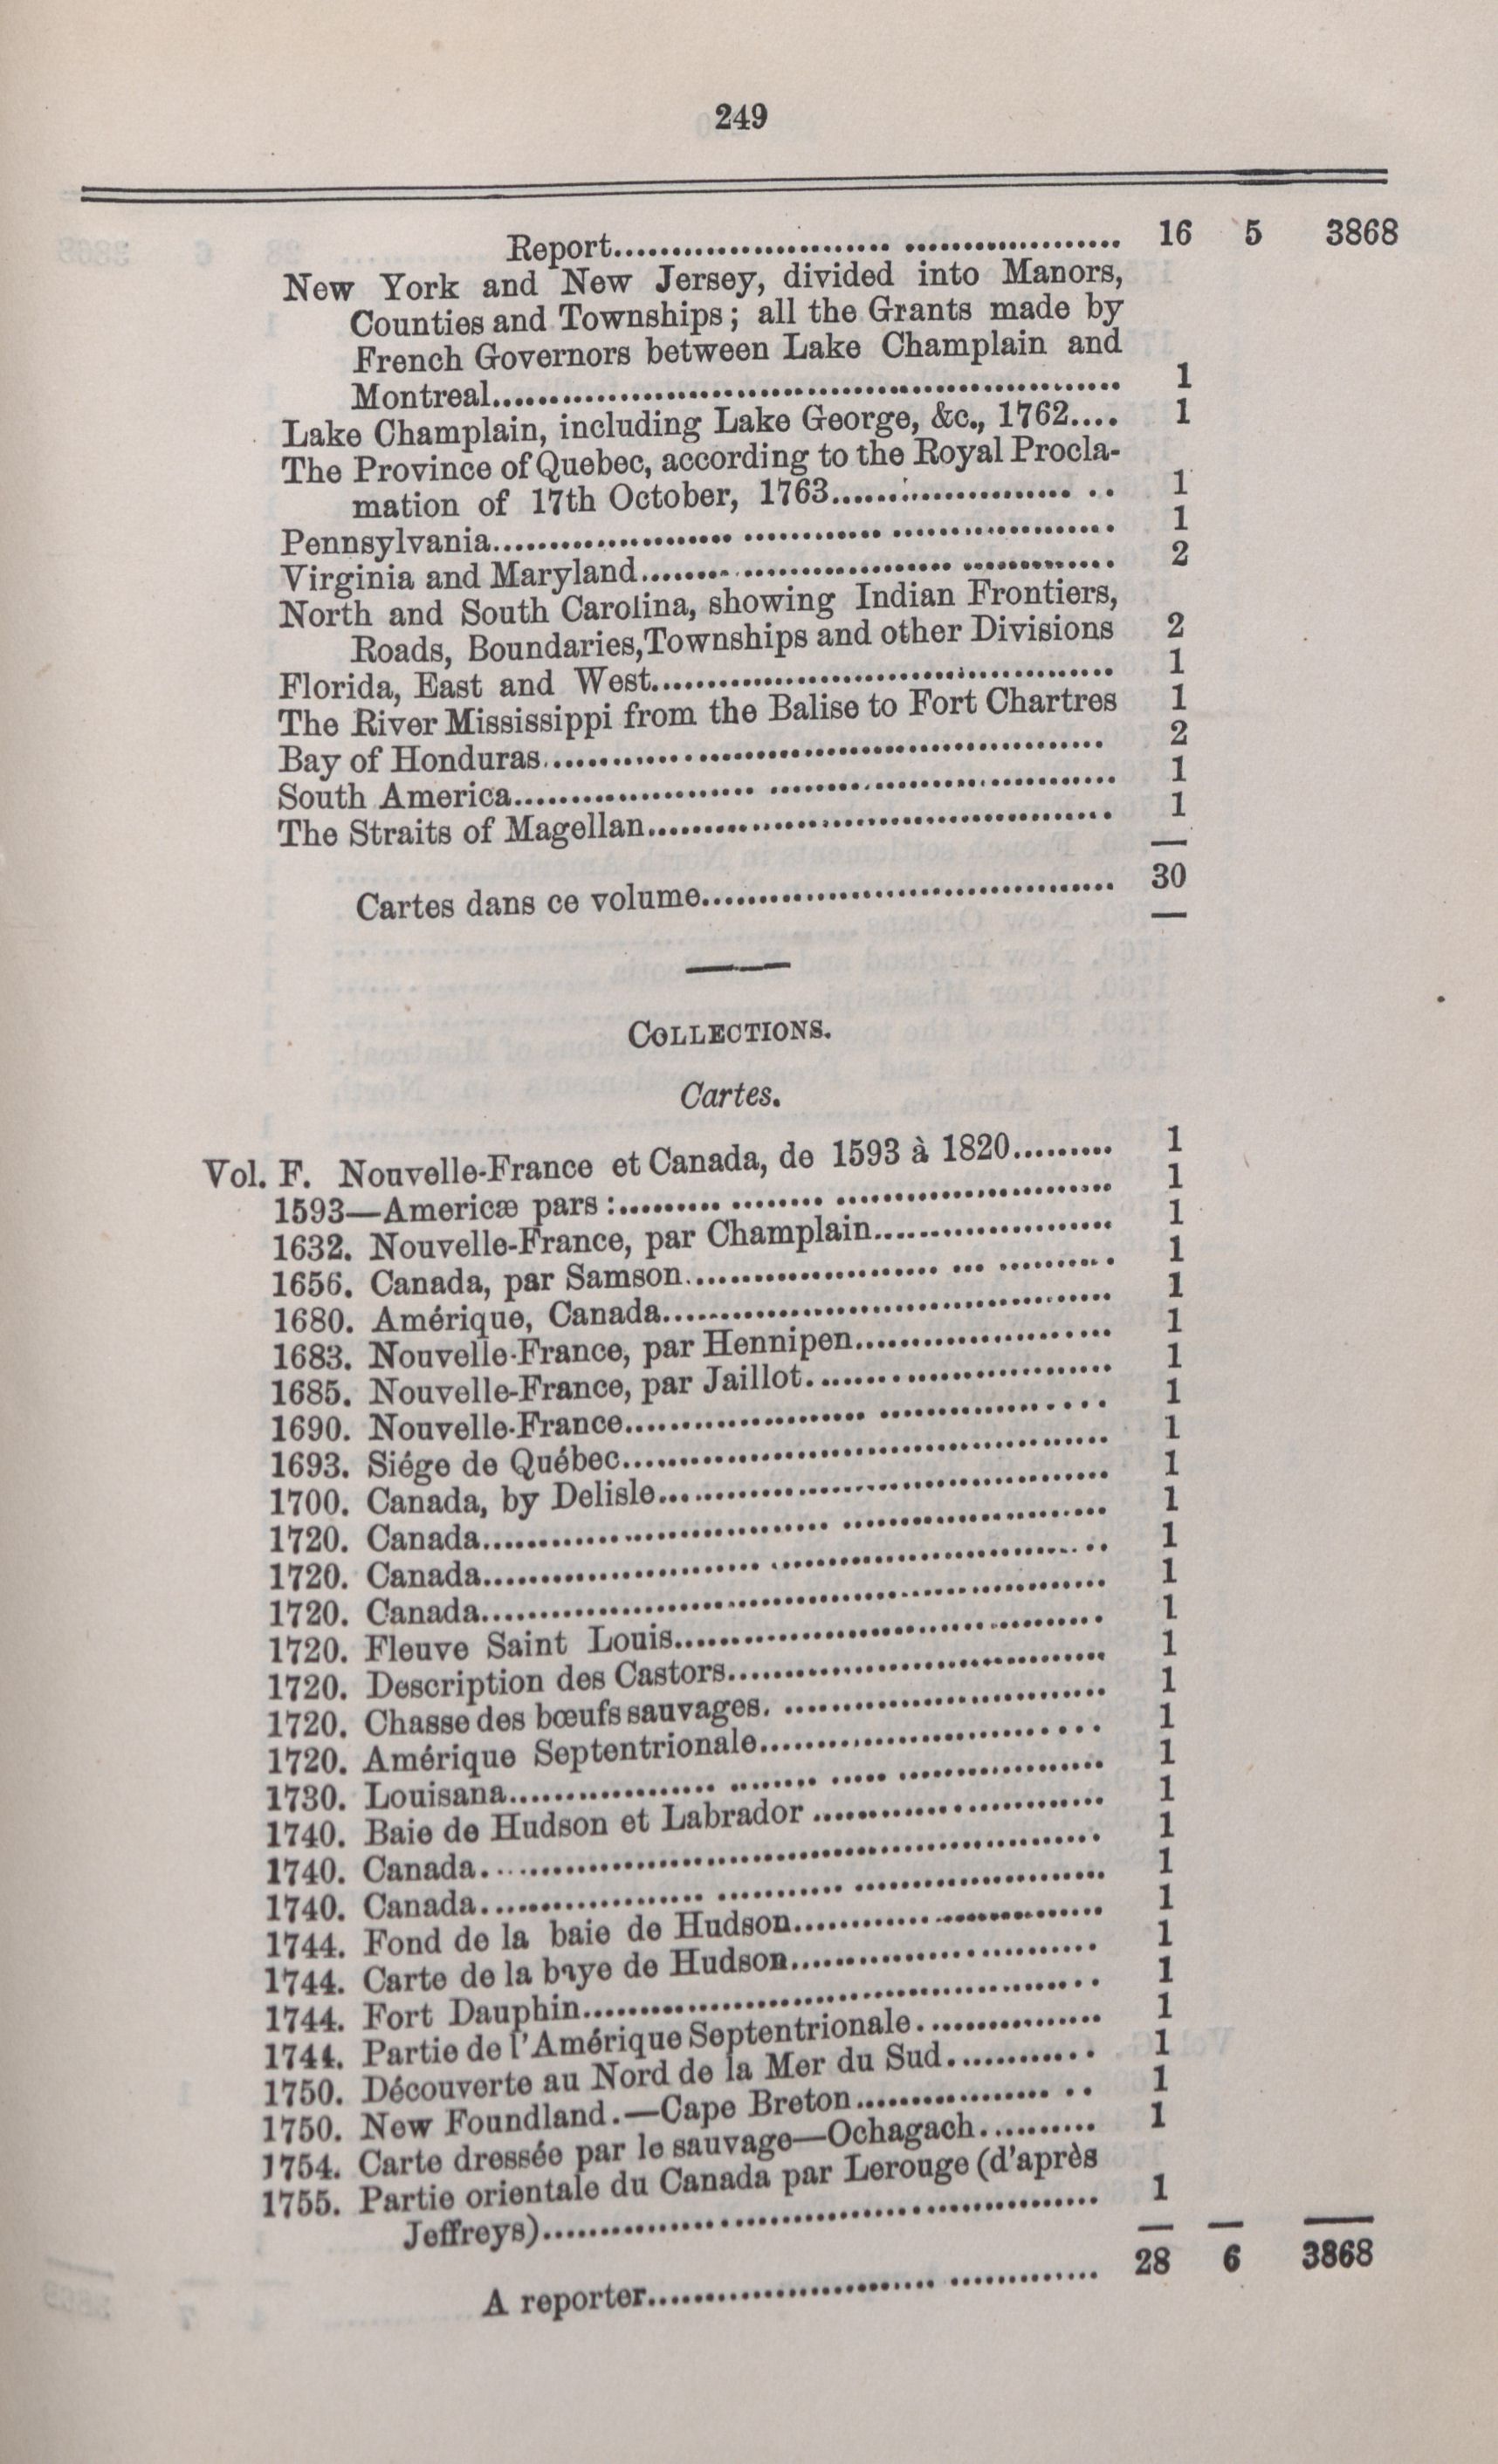 249
Report.......... 16 5 3868
New York and New Jersey, divided into Manors,
Counties and Townships; all the Grants made by
French Governors between Lake Champlain and
Montreal.......... 1
Lake Champlain, including Lake George, &c., 1762.... 1
The Province of Quebec, according to the Royal Procla-
mation of 17th October, 1763.......... 1
Pennsylvania.......... 1
Virginia and Maryland.......... 2
North and South Carolina, showing Indian Frontiers,
Roads, Boundaries, Townships and other Divisions 2
Florida, East and West.......... 1
The River Mississippi from the Balise to Fort Chartres 1
Bay of Honduras.......... 2
South America.......... 1
The Straits of Magellan.......... 1
Cartes dans ce volume.......... 30
COLLECTIONS.
Cartes.
Vol. F. Nouvelle-France et Canada, de 1593 à 1820......... 1
1593—Americæ pars :.......... 1
1632. Nouvelle-France, par Champlain.......... 1
1656. Canada, par Samson.......... 1
1680. Amérique, Canada.......... 1
1683. Nouvelle-France, par Hennipen.......... 1
1685. Nouvelle-France, par Jaillot.......... 1
1690. Nouvelle-France.......... 1
1693. Siége de Québec.......... 1
1700. Canada, by Delisle.......... 1
1720. Canada.......... 1
1720. Canada.......... 1
1720. Canada.......... 1
1720. Fleuve Saint Louis.......... 1
1720. Description des Castors.......... 1
1720. Chasse des bœufs sauvages. .......... 1
1720. Amérique Septentrionale.......... 1
1730. Louisana.......... 1
1740. Baie de Hudson et Labrador .......... 1
1740. Canada.......... 1
1740. Canada.......... 1
1744. Fond de la baie de Hudson.......... 1
1744. Carte de la baye de Hudson.......... 1
1744. Fort Dauphin.......... 1
1744. Partie de l'Amérique Septentrionale.......... 1
1750. Découverte au Nord de la Mer du Sud.......... 1
1750. New Foundland.—Cape Breton.......... 1
1754. Carte dressée par le sauvage—Ochagach.......... 1
1755. Partie orientale du Canada par Lerouge (d'après
Jeffreys).......... 1
A reporter.......... 28 6 3868